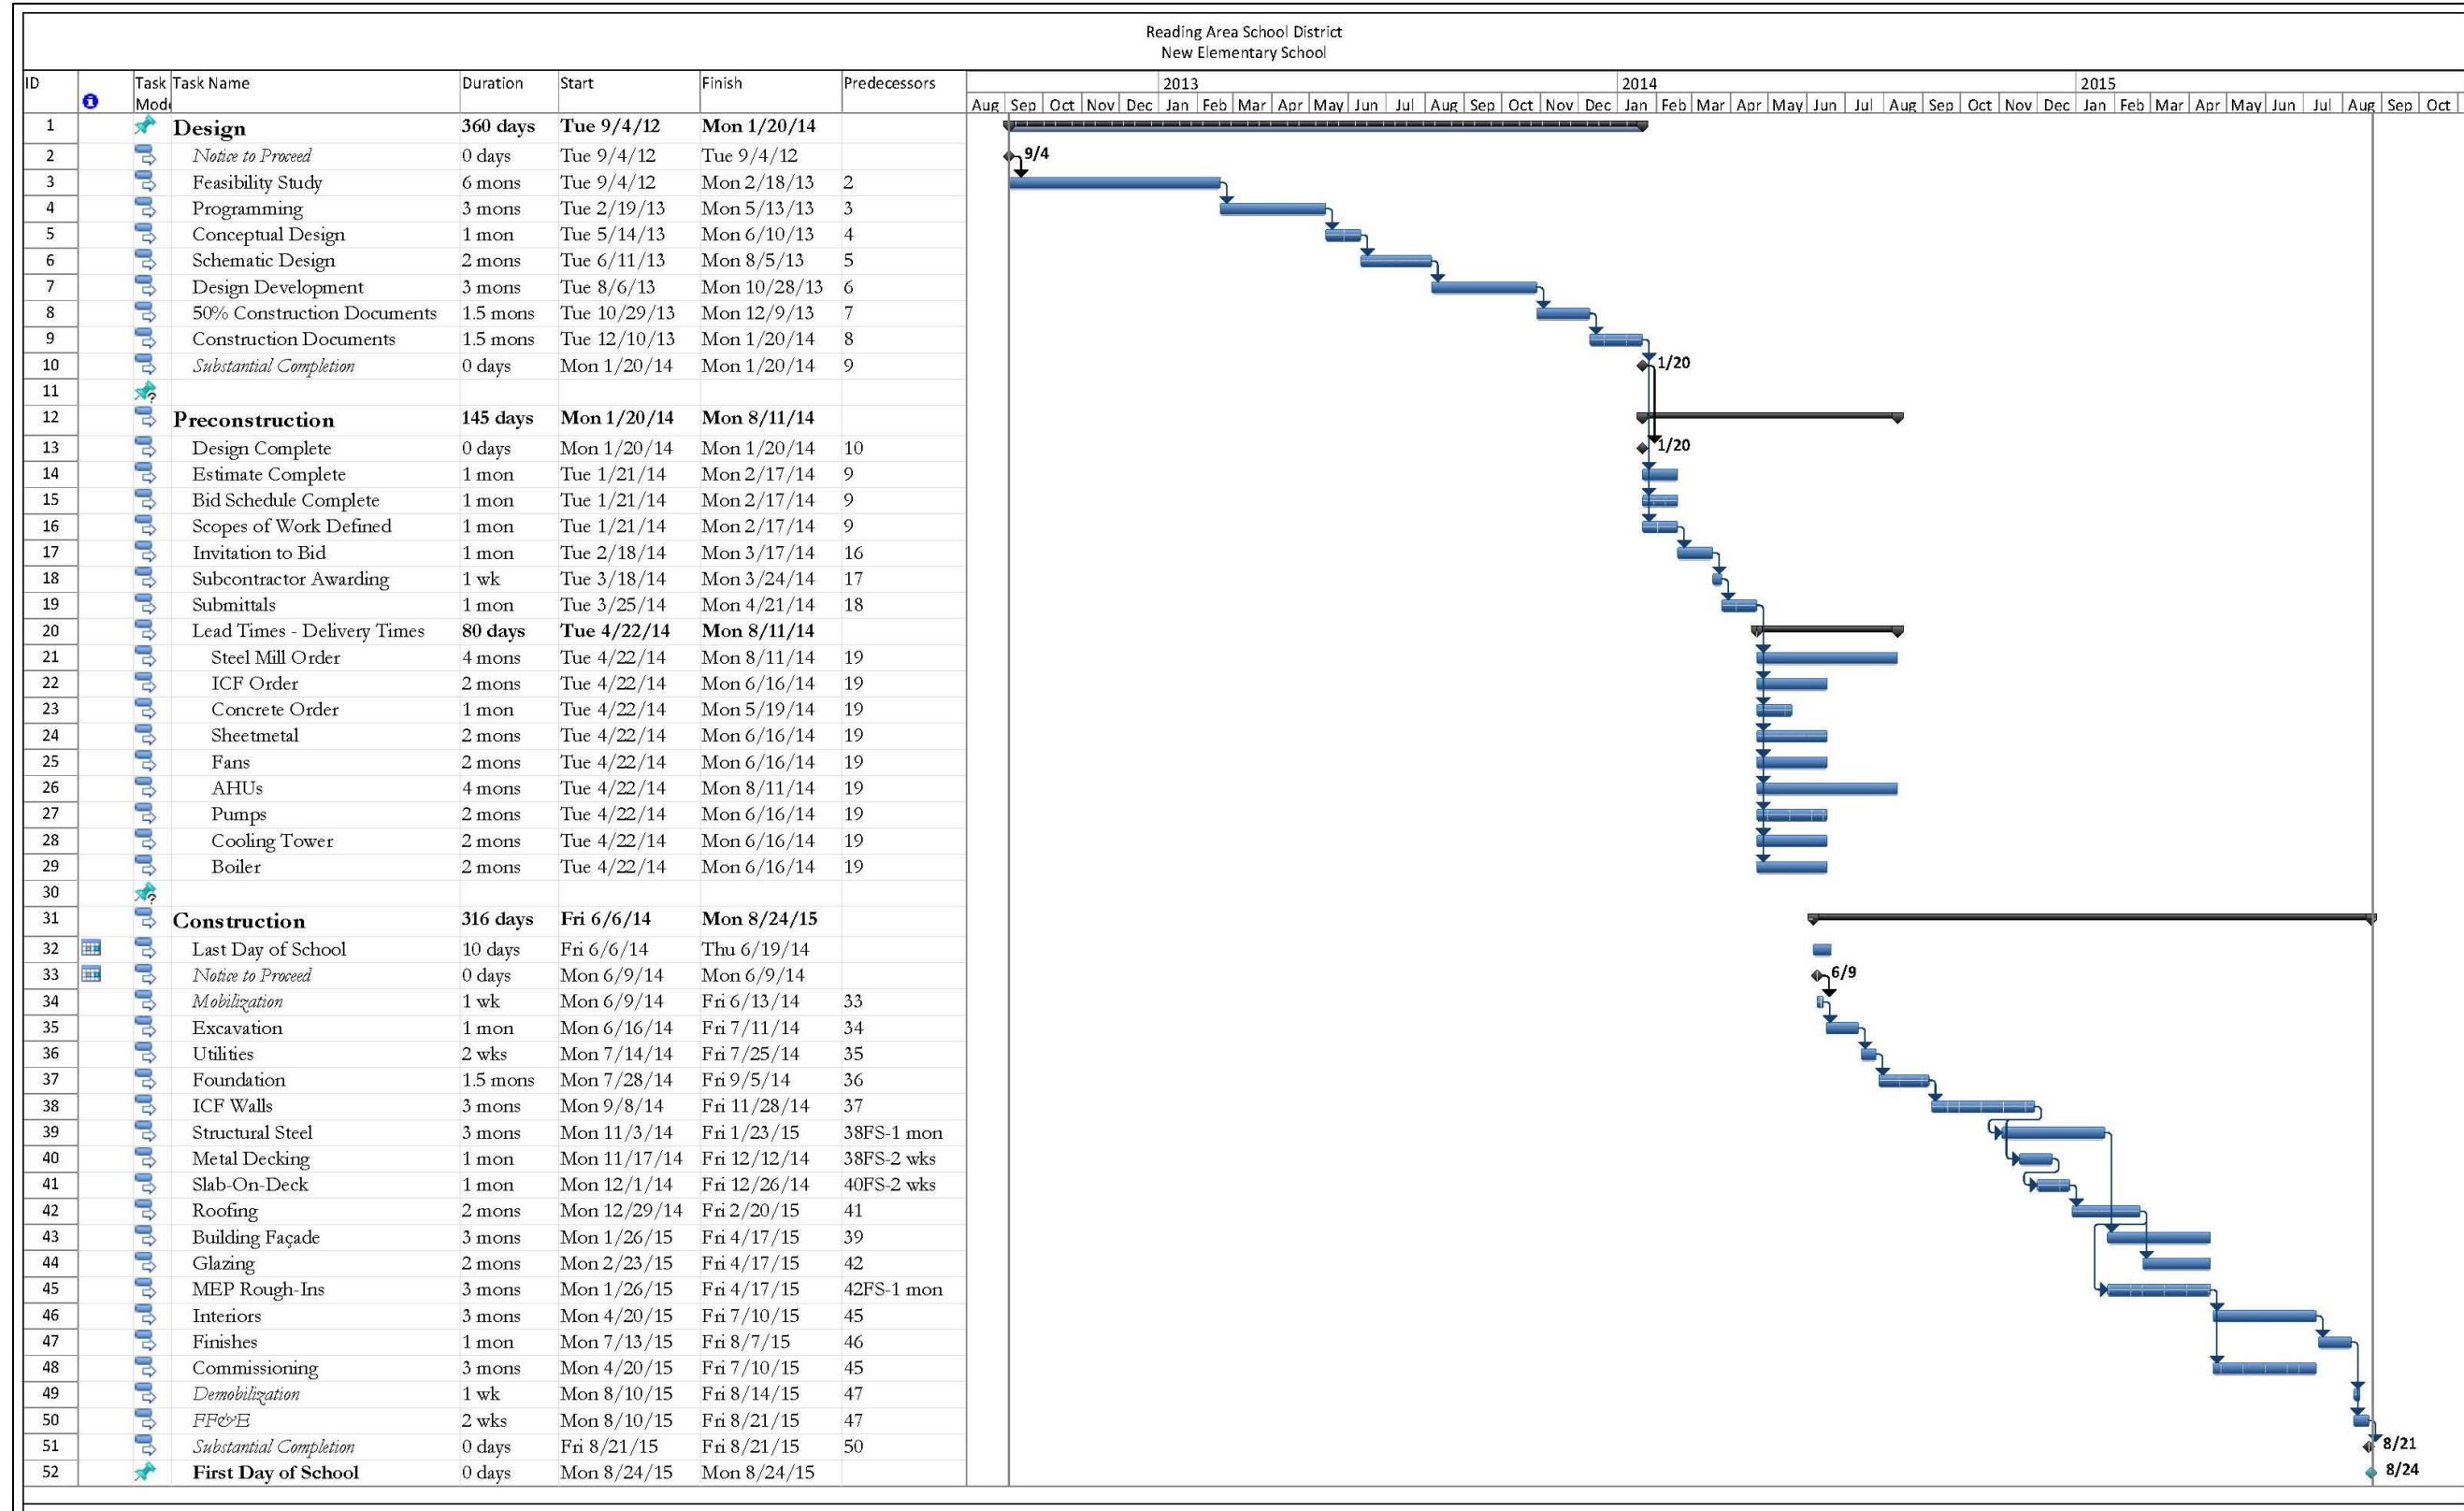 Reading Area School District
New Elementary School
ID Task Mode Task Name Duration Start Finish Predecessors 2013 2014 2015
Aug Sep Oct Nov Dec Jan Feb Mar Apr May Jun Jul Aug Sep Oct Nov Dec Jan Feb Mar Apr May Jun Jul Aug Sep Oct Nov Dec Jan Feb Mar Apr May Jun Jul Aug Sep Oct
1 Design 360 days Tue 9/4/12 Mon 1/20/14
2 Notice to Proceed 0 days Tue 9/4/12 Tue 9/4/12 9/4
3 Feasibility Study 6 mons Tue 9/4/12 Mon 2/18/13 2
4 Programming 3 mons Tue 2/19/13 Mon 5/13/13 3
5 Conceptual Design 1 mon Tue 5/14/13 Mon 6/10/13 4
6 Schematic Design 2 mons Tue 6/11/13 Mon 8/5/13 5
7 Design Development 3 mons Tue 8/6/13 Mon 10/28/13 6
8 50% Construction Documents 1.5 mons Tue 10/29/13 Mon 12/9/13 7
9 Construction Documents 1.5 mons Tue 12/10/13 Mon 1/20/14 8
10 Substantial Completion 0 days Mon 1/20/14 Mon 1/20/14 9 1/20
11
12 Preconstruction 145 days Mon 1/20/14 Mon 8/11/14
13 Design Complete 0 days Mon 1/20/14 Mon 1/20/14 10 1/20
14 Estimate Complete 1 mon Tue 1/21/14 Mon 2/17/14 9
15 Bid Schedule Complete 1 mon Tue 1/21/14 Mon 2/17/14 9
16 Scopes of Work Defined 1 mon Tue 1/21/14 Mon 2/17/14 9
17 Invitation to Bid 1 mon Tue 2/18/14 Mon 3/17/14 16
18 Subcontractor Awarding 1 wk Tue 3/18/14 Mon 3/24/14 17
19 Submittals 1 mon Tue 3/25/14 Mon 4/21/14 18
20 Lead Times - Delivery Times 80 days Tue 4/22/14 Mon 8/11/14
21 Steel Mill Order 4 mons Tue 4/22/14 Mon 8/11/14 19
22 ICF Order 2 mons Tue 4/22/14 Mon 6/16/14 19
23 Concrete Order 1 mon Tue 4/22/14 Mon 5/19/14 19
24 Sheetmetal 2 mons Tue 4/22/14 Mon 6/16/14 19
25 Fans 2 mons Tue 4/22/14 Mon 6/16/14 19
26 AHUs 4 mons Tue 4/22/14 Mon 8/11/14 19
27 Pumps 2 mons Tue 4/22/14 Mon 6/16/14 19
28 Cooling Tower 2 mons Tue 4/22/14 Mon 6/16/14 19
29 Boiler 2 mons Tue 4/22/14 Mon 6/16/14 19
30
31 Construction 316 days Fri 6/6/14 Mon 8/24/15
32 Last Day of School 10 days Fri 6/6/14 Thu 6/19/14
33 Notice to Proceed 0 days Mon 6/9/14 Mon 6/9/14 6/9
34 Mobilization 1 wk Mon 6/9/14 Fri 6/13/14 33
35 Excavation 1 mon Mon 6/16/14 Fri 7/11/14 34
36 Utilities 2 wks Mon 7/14/14 Fri 7/25/14 35
37 Foundation 1.5 mons Mon 7/28/14 Fri 9/5/14 36
38 ICF Walls 3 mons Mon 9/8/14 Fri 11/28/14 37
39 Structural Steel 3 mons Mon 11/3/14 Fri 1/23/15 38FS-1 mon
40 Metal Decking 1 mon Mon 11/17/14 Fri 12/12/14 38FS-2 wks
41 Slab-On-Deck 1 mon Mon 12/1/14 Fri 12/26/14 40FS-2 wks
42 Roofing 2 mons Mon 12/29/14 Fri 2/20/15 41
43 Building Façade 3 mons Mon 1/26/15 Fri 4/17/15 39
44 Glazing 2 mons Mon 2/23/15 Fri 4/17/15 42
45 MEP Rough-Ins 3 mons Mon 1/26/15 Fri 4/17/15 42FS-1 mon
46 Interiors 3 mons Mon 4/20/15 Fri 7/10/15 45
47 Finishes 1 mon Mon 7/13/15 Fri 8/7/15 46
48 Commissioning 3 mons Mon 4/20/15 Fri 7/10/15 45
49 Demobilization 1 wk Mon 8/10/15 Fri 8/14/15 47
50 FF&E 2 wks Mon 8/10/15 Fri 8/21/15 47
51 Substantial Completion 0 days Fri 8/21/15 Fri 8/21/15 50 8/21
52 First Day of School 0 days Mon 8/24/15 Mon 8/24/15 8/24